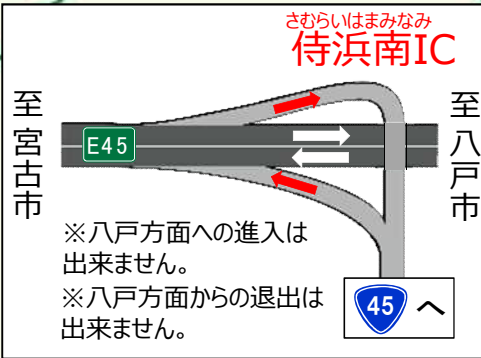 さむらいはまみなみ
侍浜南IC
至宮古市
E45
至八戸市
※八戸方面への進入は
出来ません。
※八戸方面からの退出は
出来ません。
45 へ